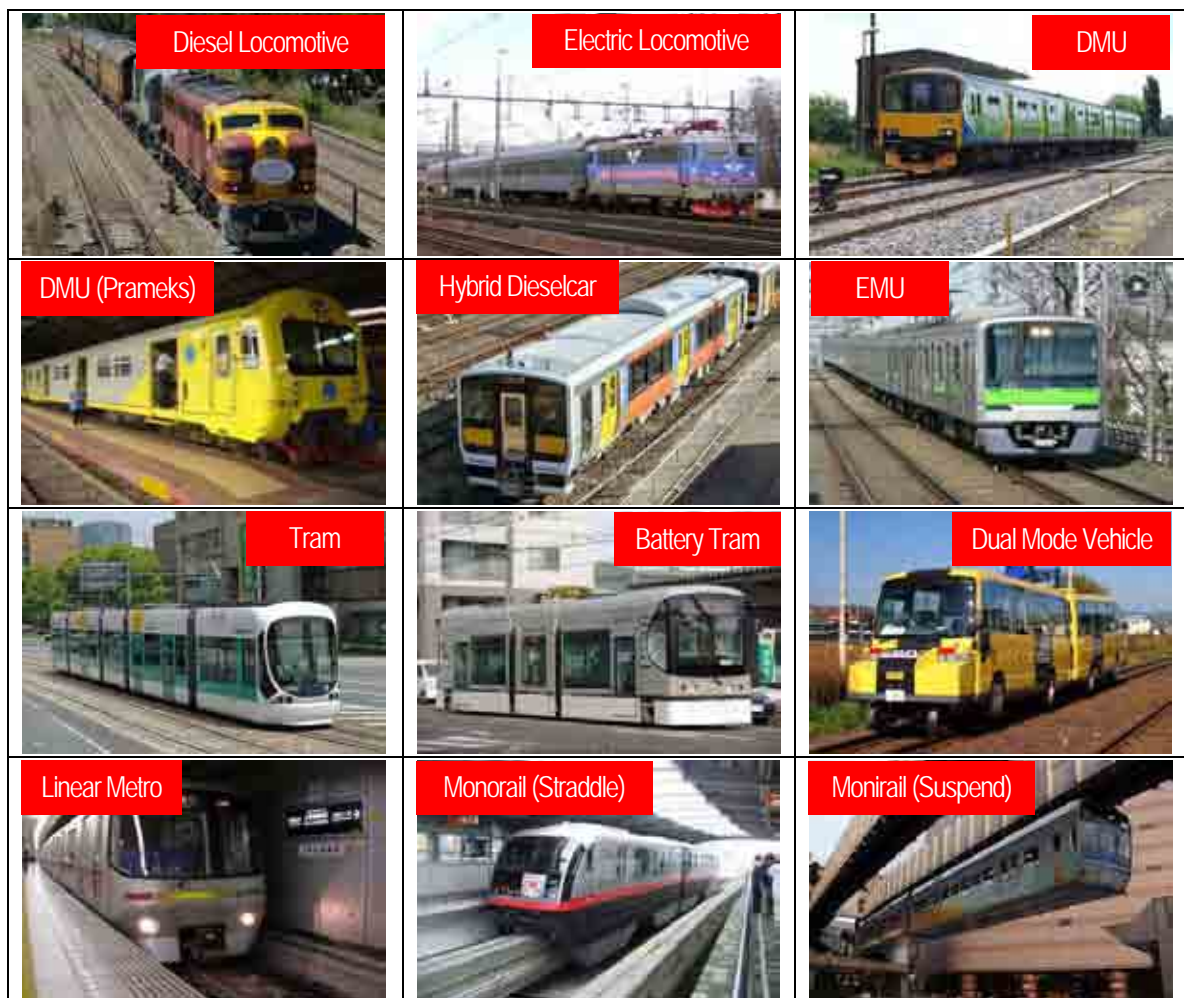 Diesel Locomotive
Electric Locomotive
DMU
DMU (Prameks)
Hybrid Dieselcar
EMU
Tram
Battery Tram
Dual Mode Vehicle
Linear Metro
Monorail (Straddle)
Monirail (Suspend)